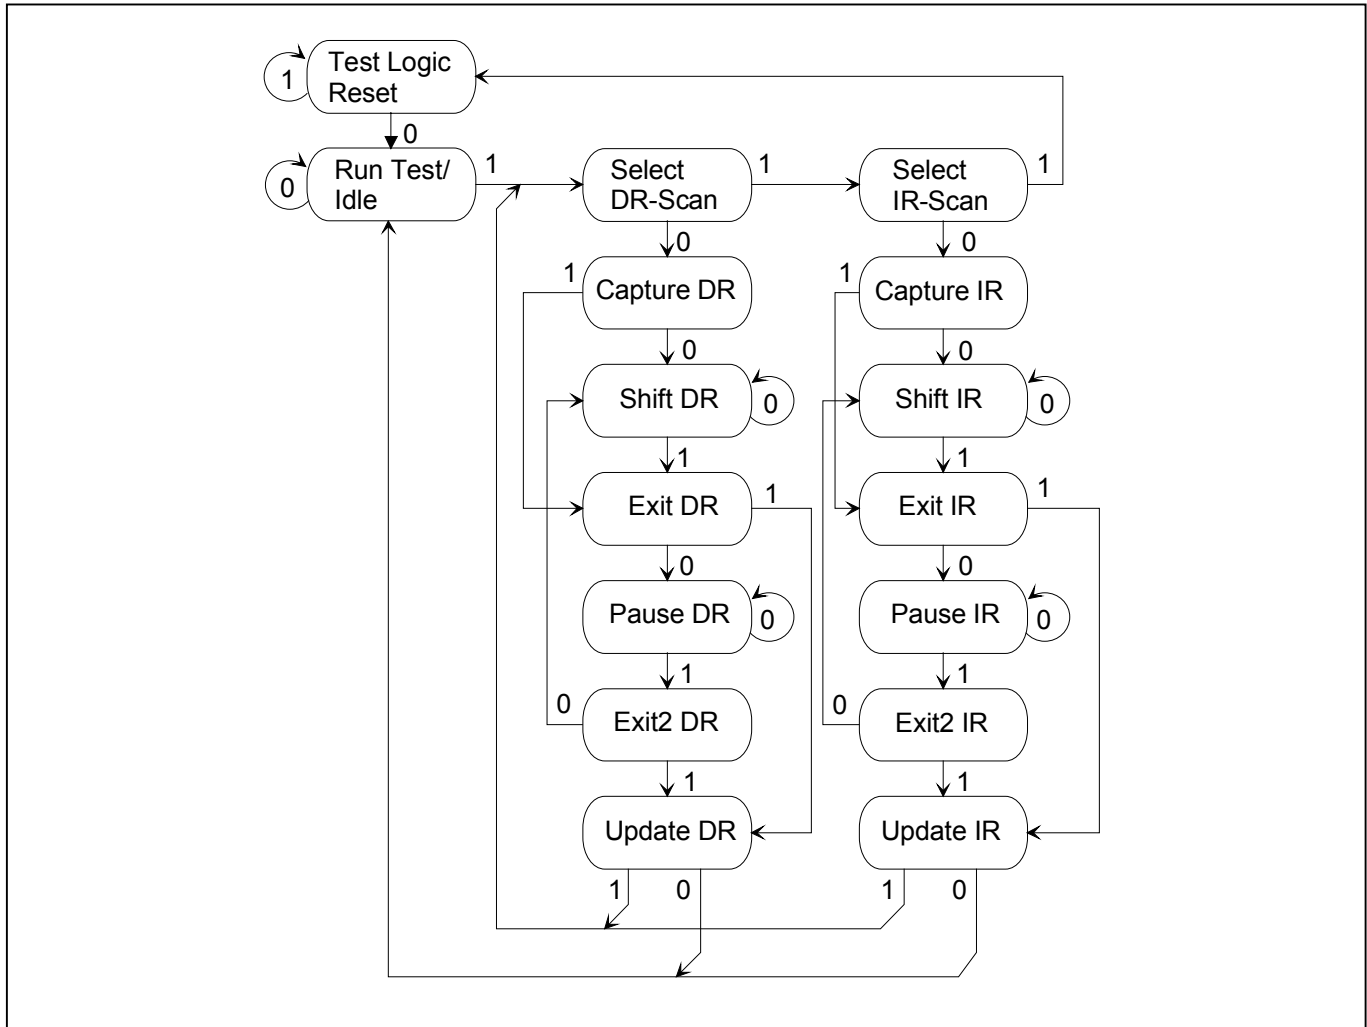 Test Logic
Reset
1
0
Run Test/
Idle
0
1
Select
DR-Scan
1
Select
IR-Scan
1
0
0
1
Capture DR
1
Capture IR
0
0
Shift DR
0
Shift IR
0
1
1
Exit DR
1
Exit IR
1
0
0
Pause DR
0
Pause IR
0
1
1
0
Exit2 DR
0
Exit2 IR
1
1
Update DR
Update IR
1
0
1
0